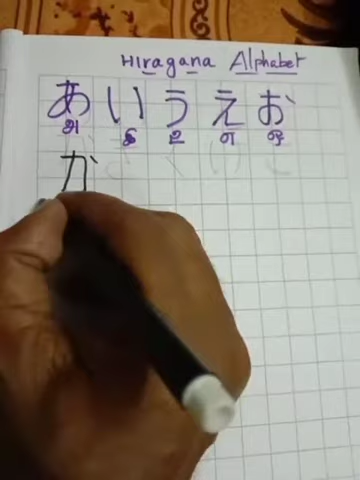 Hiragana Alphabet
あ い う え お
அ இ உ எ ஒ
か